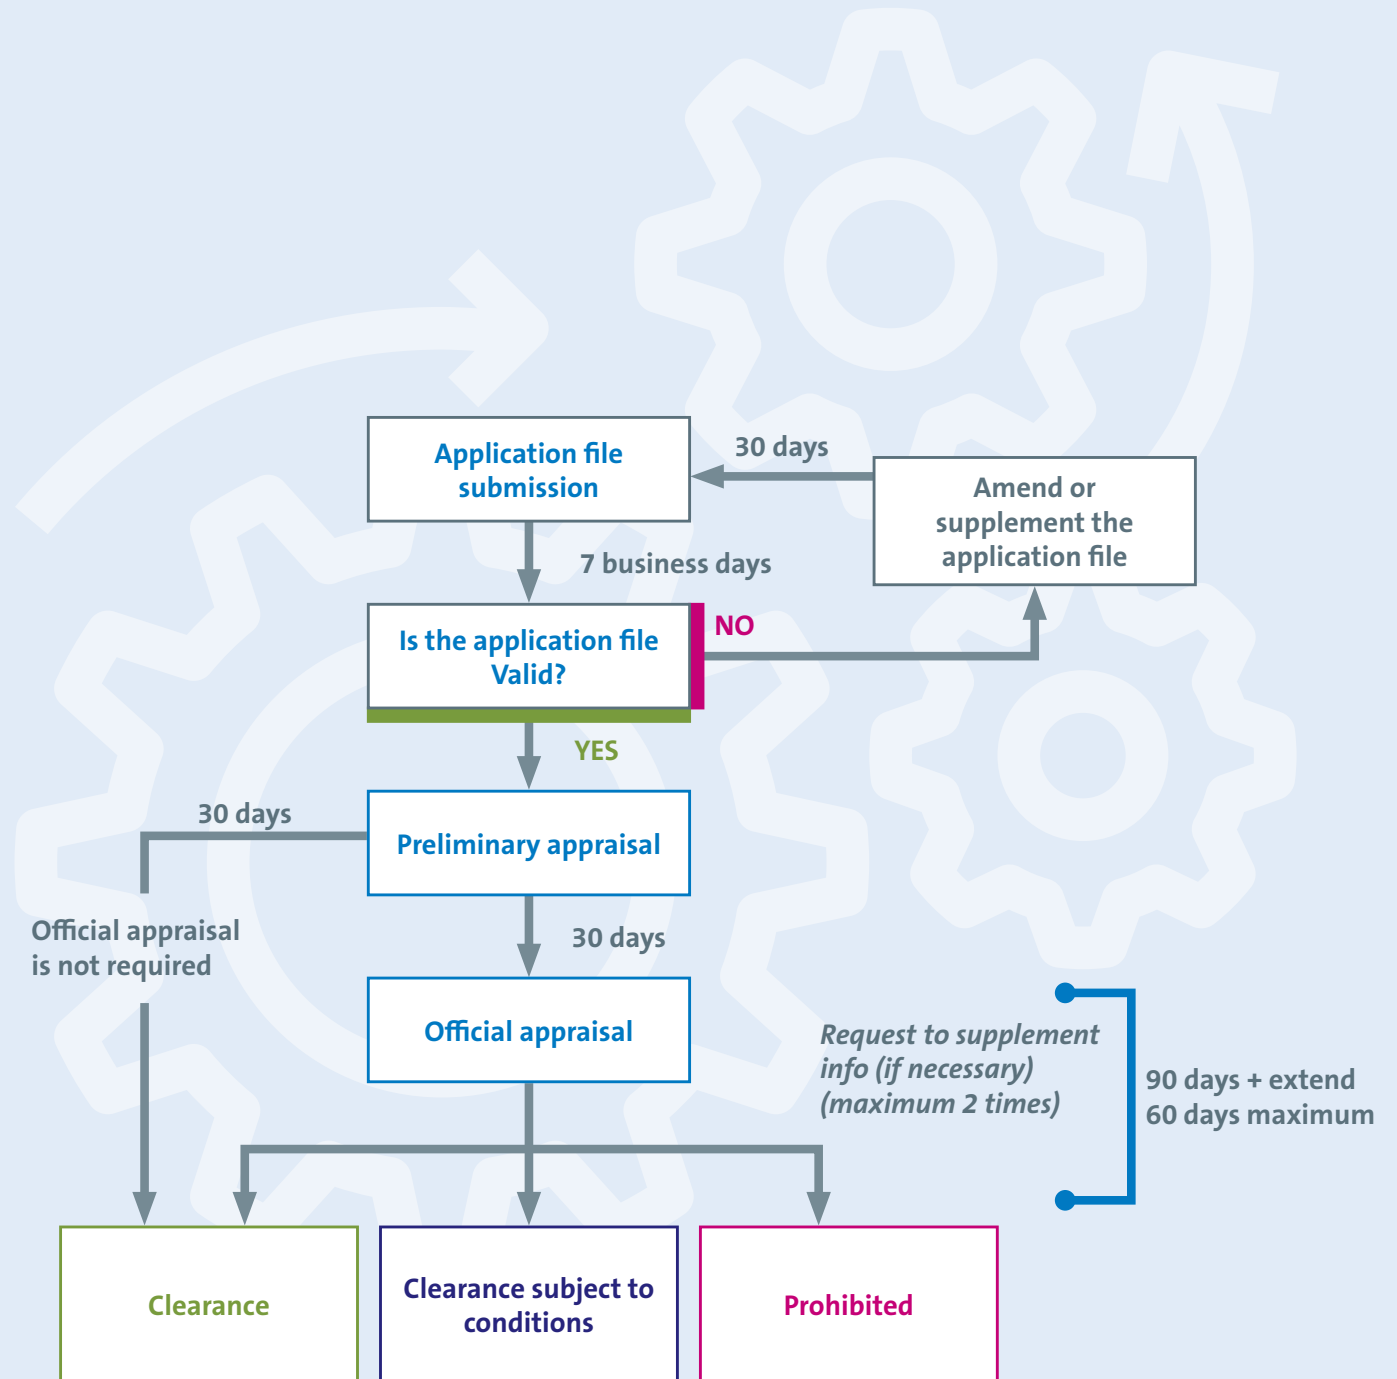 Application file
submission
30 days
Amend or
supplement the
application file
7 business days
Is the application file
Valid?
NO
YES
30 days
Preliminary appraisal
Official appraisal
is not required
30 days
Official appraisal
Request to supplement
info (if necessary)
(maximum 2 times)
90 days + extend
60 days maximum
Clearance
Clearance subject to
conditions
Prohibited